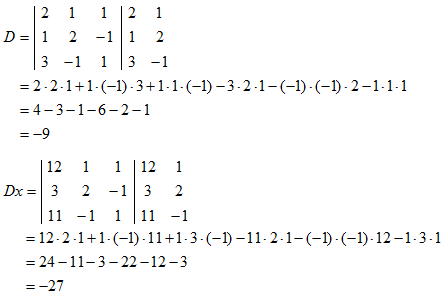 D = | 2 1 1 | 2 1
| 1 2 −1 | 1 2
| 3 −1 1 | 3 −1
= 2·2·1+1·(−1)·3+1·1·(−1)−3·2·1−(−1)·(−1)·2−1·1·1
= 4−3−1−6−2−1
= −9
Dx = | 12 1 1 | 12 1
| 3 2 −1 | 3 2
| 11 −1 1 | 11 −1
= 12·2·1+1·(−1)·11+1·3·(−1)−11·2·1−(−1)·(−1)·12−1·3·1
= 24−11−3−22−12−3
= −27